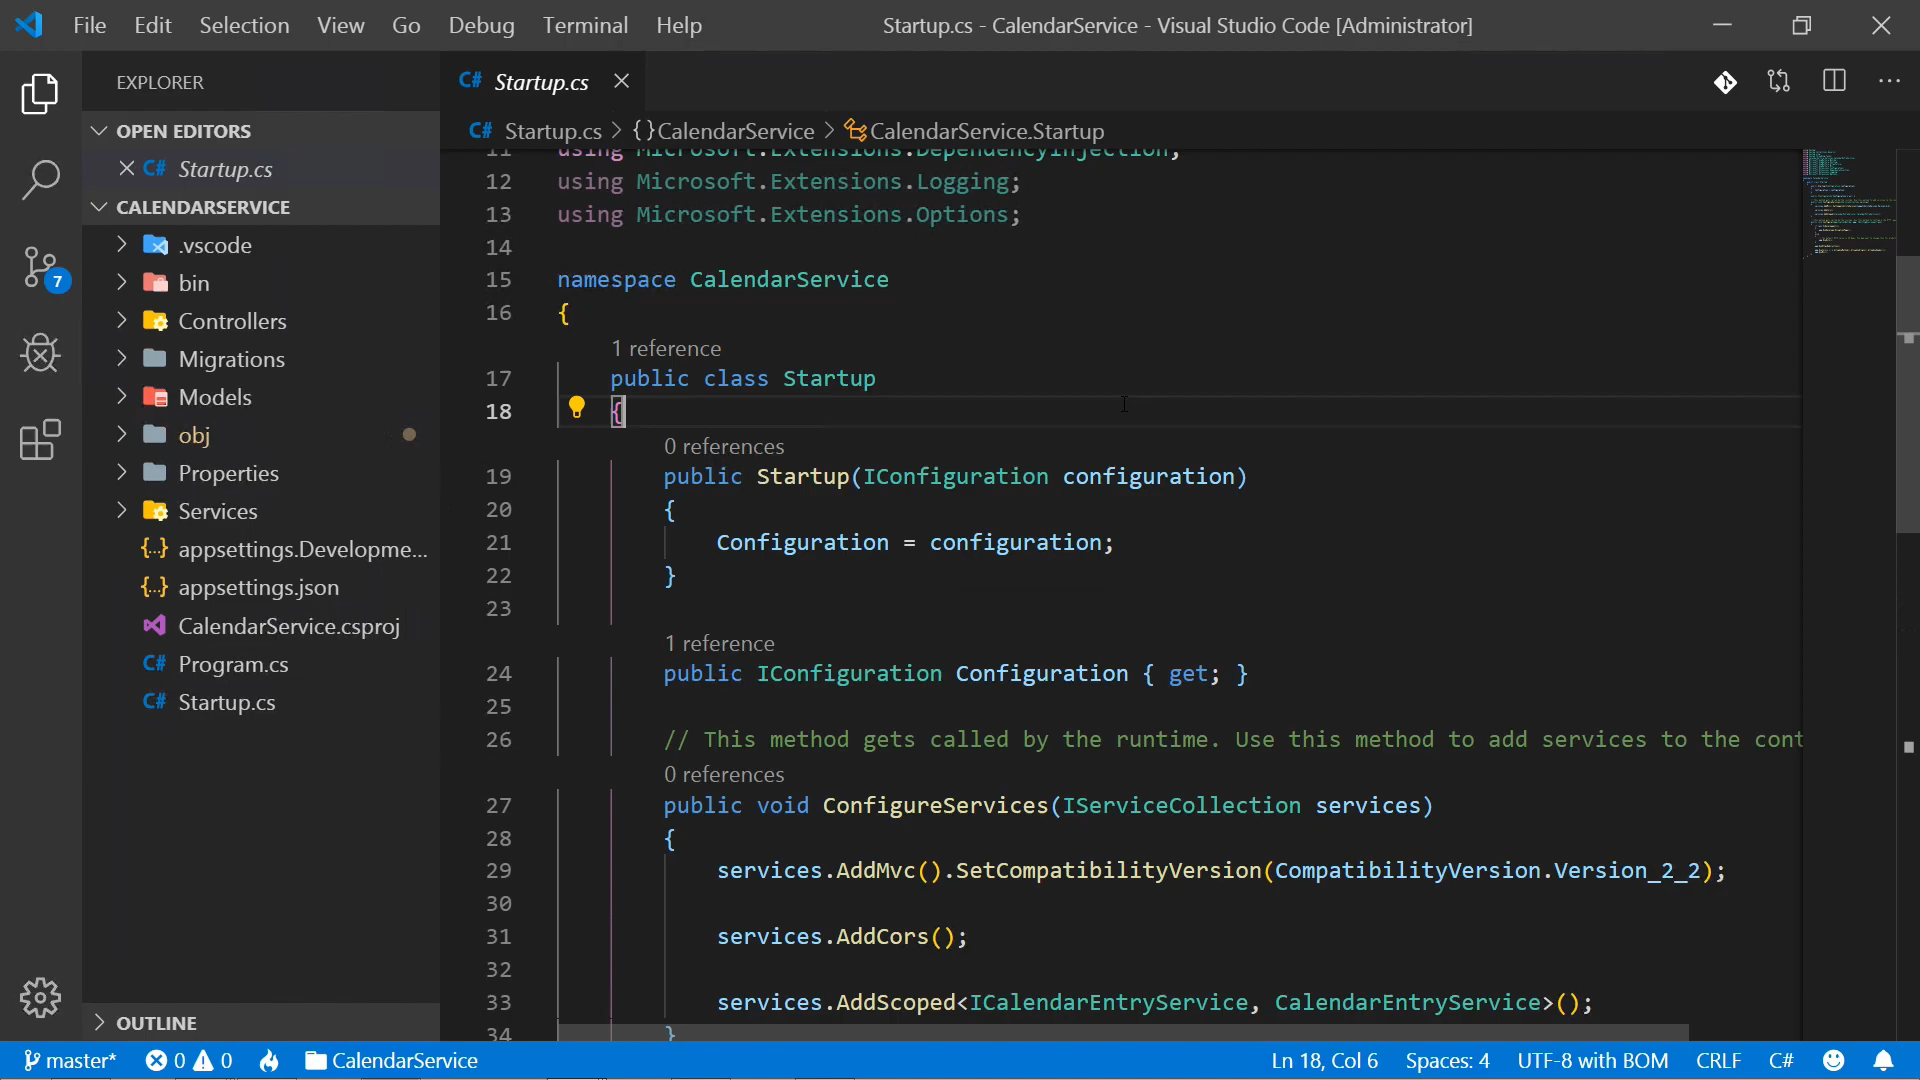 File Edit Selection View Go Debug Terminal Help
Startup.cs - CalendarService - Visual Studio Code [Administrator]
EXPLORER
OPEN EDITORS
C# Startup.cs
CALENDARSERVICE
.vscode
bin
Controllers
Migrations
Models
obj
Properties
Services
{..} appsettings.Developme...
{..} appsettings.json
CalendarService.csproj
C# Program.cs
C# Startup.cs
OUTLINE
7
C# Startup.cs
C# Startup.cs > {} CalendarService > CalendarService.Startup
11 using Microsoft.Extensions.DependencyInjection;
12 using Microsoft.Extensions.Logging;
13 using Microsoft.Extensions.Options;
14
15 namespace CalendarService
16 {
1 reference
17 public class Startup
18 {
0 references
19 public Startup(IConfiguration configuration)
20 {
21 Configuration = configuration;
22 }
23
1 reference
24 public IConfiguration Configuration { get; }
25
26 // This method gets called by the runtime. Use this method to add services to the cont
0 references
27 public void ConfigureServices(IServiceCollection services)
28 {
29 services.AddMvc().SetCompatibilityVersion(CompatibilityVersion.Version_2_2);
30
31 services.AddCors();
32
33 services.AddScoped<ICalendarEntryService, CalendarEntryService>();
34 }
master* 0 0 CalendarService Ln 18, Col 6 Spaces: 4 UTF-8 with BOM CRLF C#